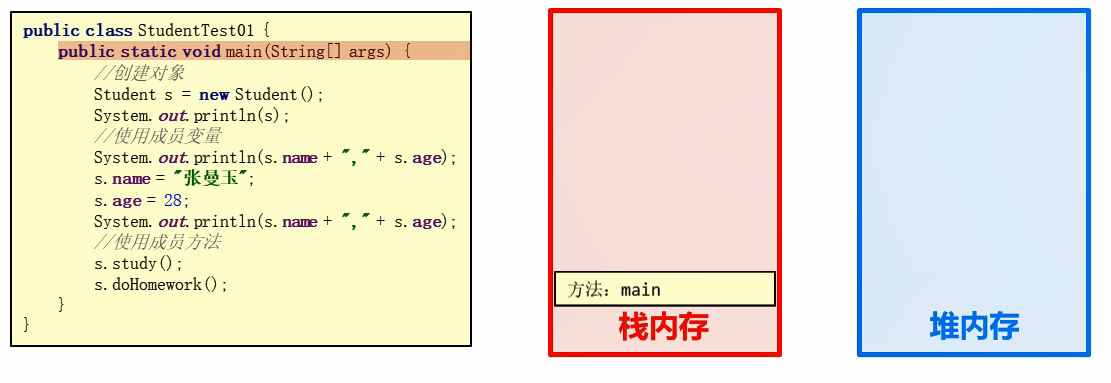 public class StudentTest01 {
public static void main(String[] args) {
//创建对象
Student s = new Student();
System.out.println(s);
//使用成员变量
System.out.println(s.name + "," + s.age);
s.name = "张曼玉";
s.age = 28;
System.out.println(s.name + "," + s.age);
//使用成员方法
s.study();
s.doHomework();
}
}
方法：main
栈内存
堆内存